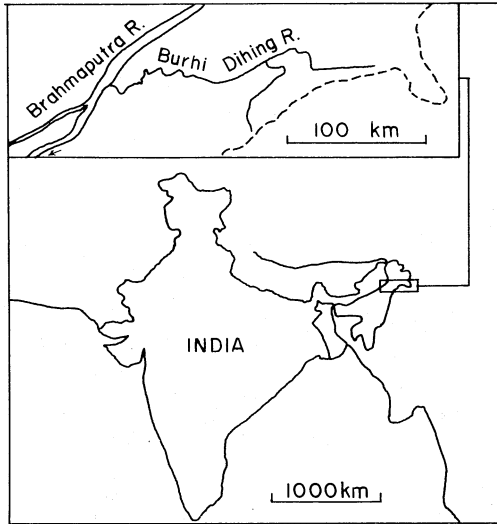 Brahmaputra R.
Burhi Dihing R.
100 km
INDIA
1000km